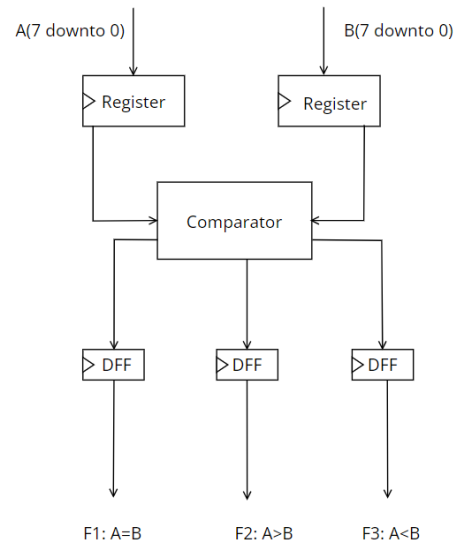 A(7 downto 0)
B(7 downto 0)
Register
Register
Comparator
DFF
DFF
DFF
F1: A=B
F2: A>B
F3: A<B